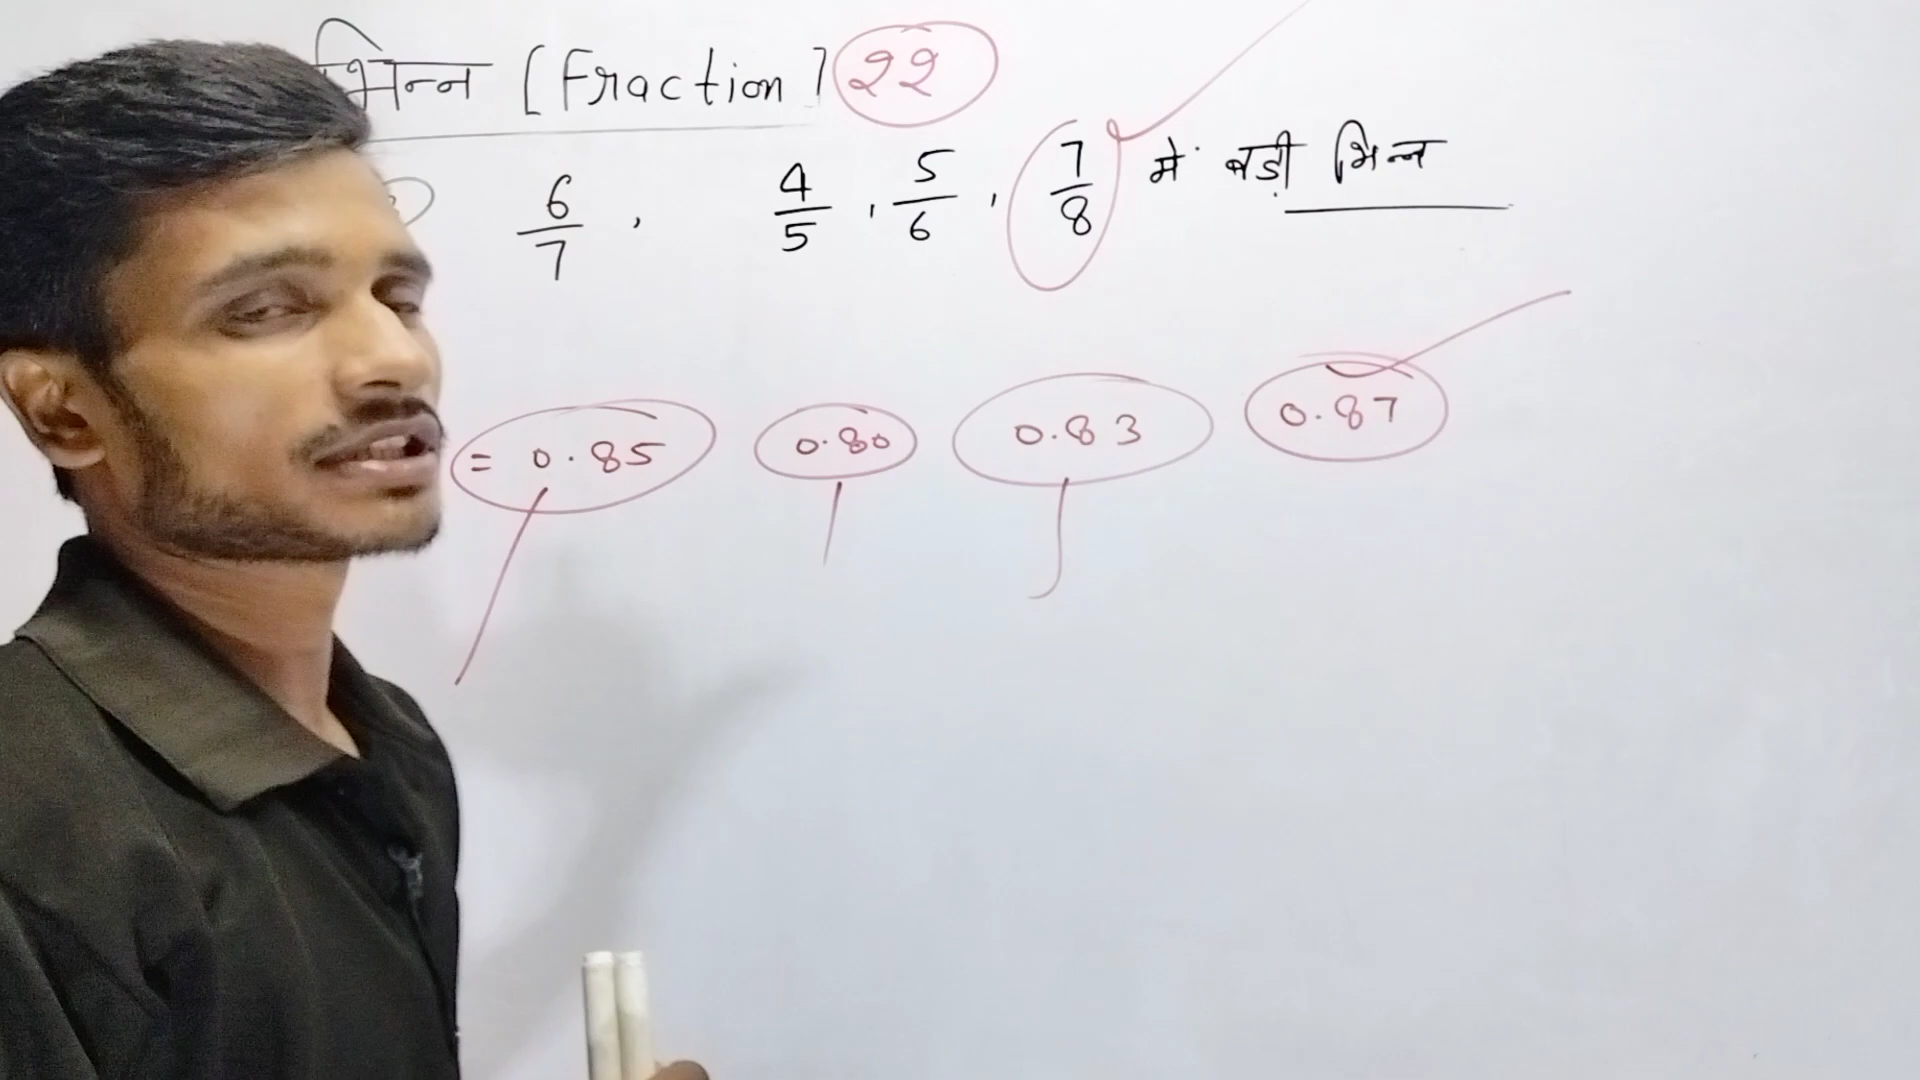 भिन्न [Fraction] 22
6/7, 4/5, 5/6, 7/8 में बड़ी भिन्न
= 0.85 0.80 0.83 0.87